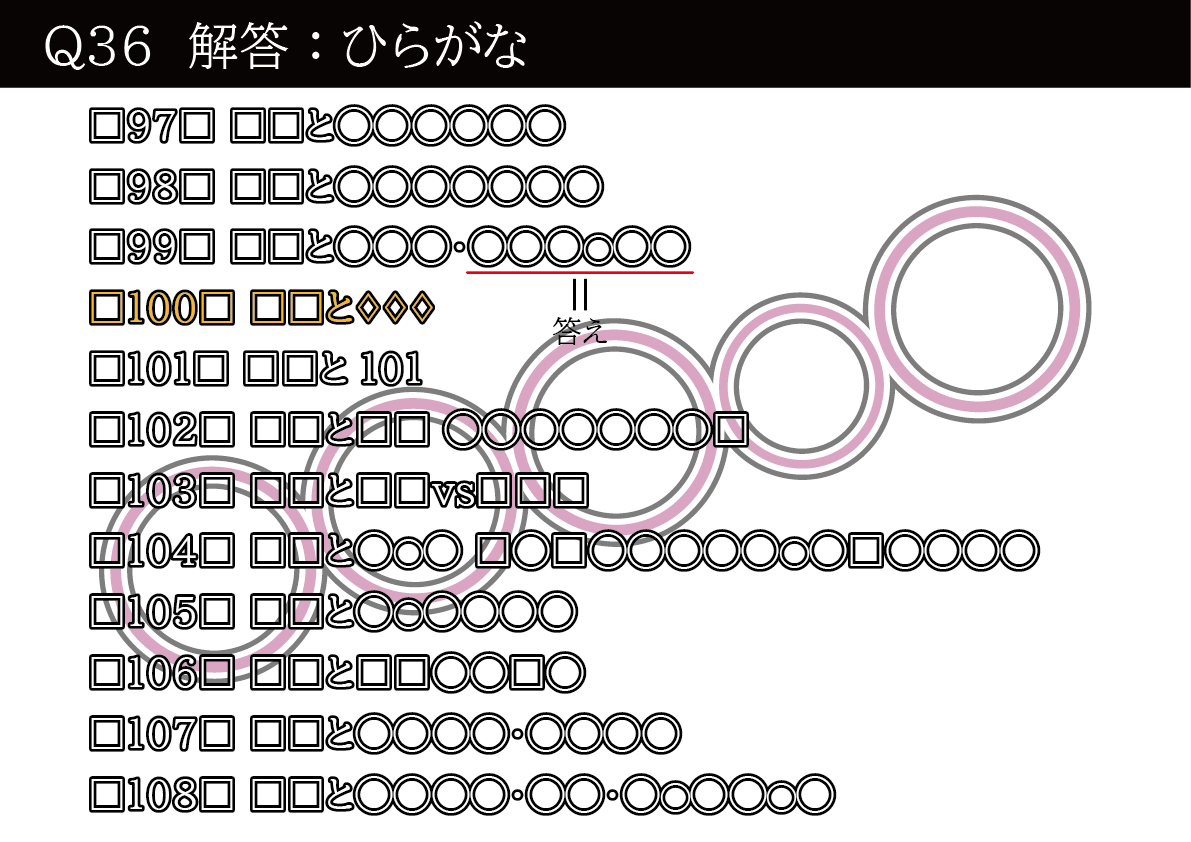 Q36 解答：ひらがな
□97□ □□と○○○○○○
□98□ □□と○○○○○○○
□99□ □□と○○○・○○○○○○
答え
□100□ □□と◇◇◇
□101□ □□と 101
□102□ □□と□□ ○○○○○○○□
□103□ □□と□□vs□□□
□104□ □□と○○○ □○□○○○○○○○□○○○○
□105□ □□と○○○○○○
□106□ □□と□□○○□○
□107□ □□と○○○○・○○○○
□108□ □□と○○○○・○○・○○○○○○